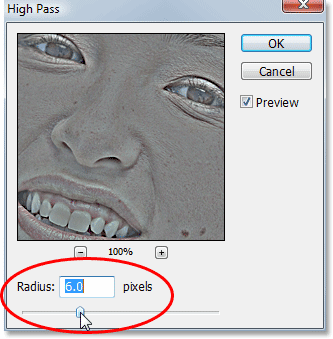 High Pass
OK
Cancel
Preview
100%
Radius: 6.0 pixels